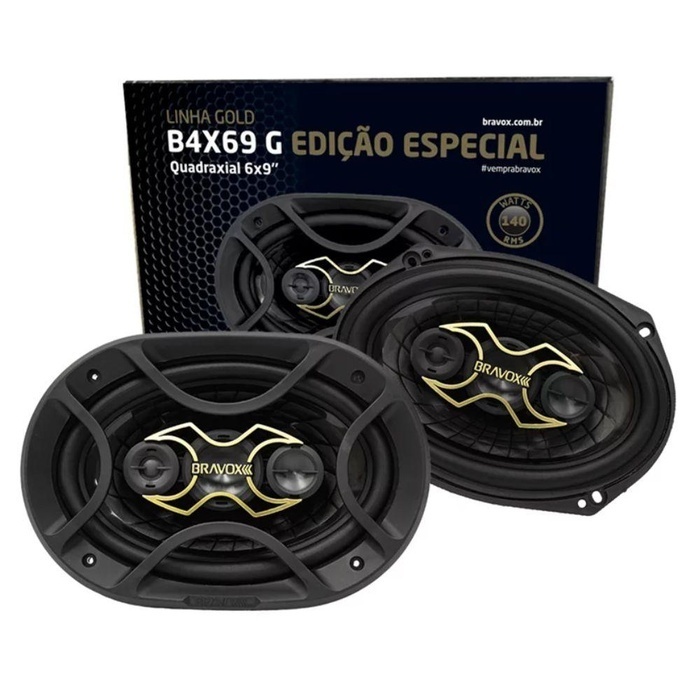 LINHA GOLD
B4X69 G EDIÇÃO ESPECIAL
Quadraxial 6x9"
bravox.com.br
#vemprabravox
WATTS
140
RMS
BRAVOX
BRAVOX
BRAVOX